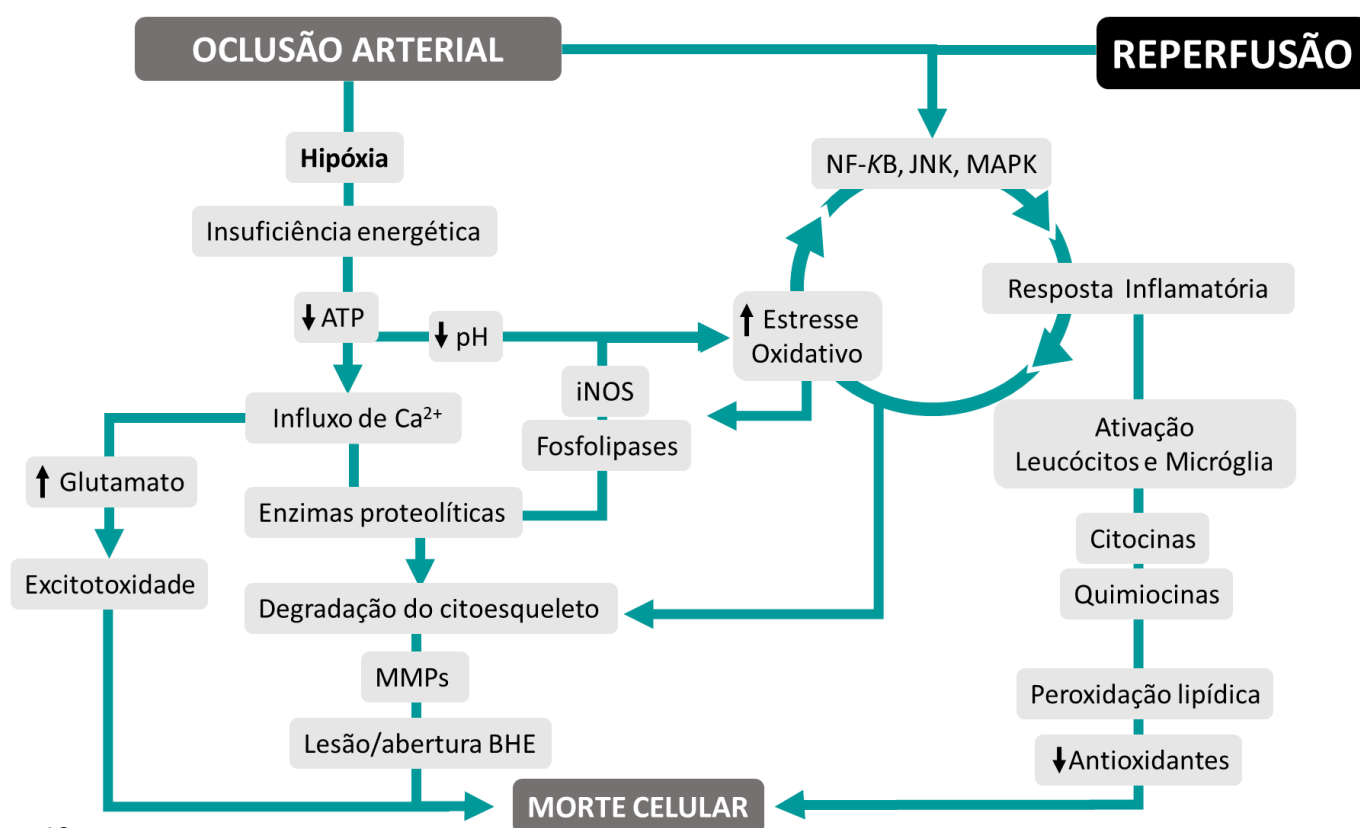 OCLUSÃO ARTERIAL
REPERFUSÃO
Hipóxia
NF-KB, JNK, MAPK
Insuficiência energética
Resposta Inflamatória
↓ ATP
↓ pH
↑ Estresse
Oxidativo
iNOS
Influxo de Ca²⁺
Fosfolipases
Ativação
Leucócitos e Micróglia
↑ Glutamato
Enzimas proteolíticas
Citocinas
Excitotoxidade
Degradação do citoesqueleto
Quimiocinas
MMPs
Peroxidação lipídica
Lesão/abertura BHE
↓Antioxidantes
MORTE CELULAR